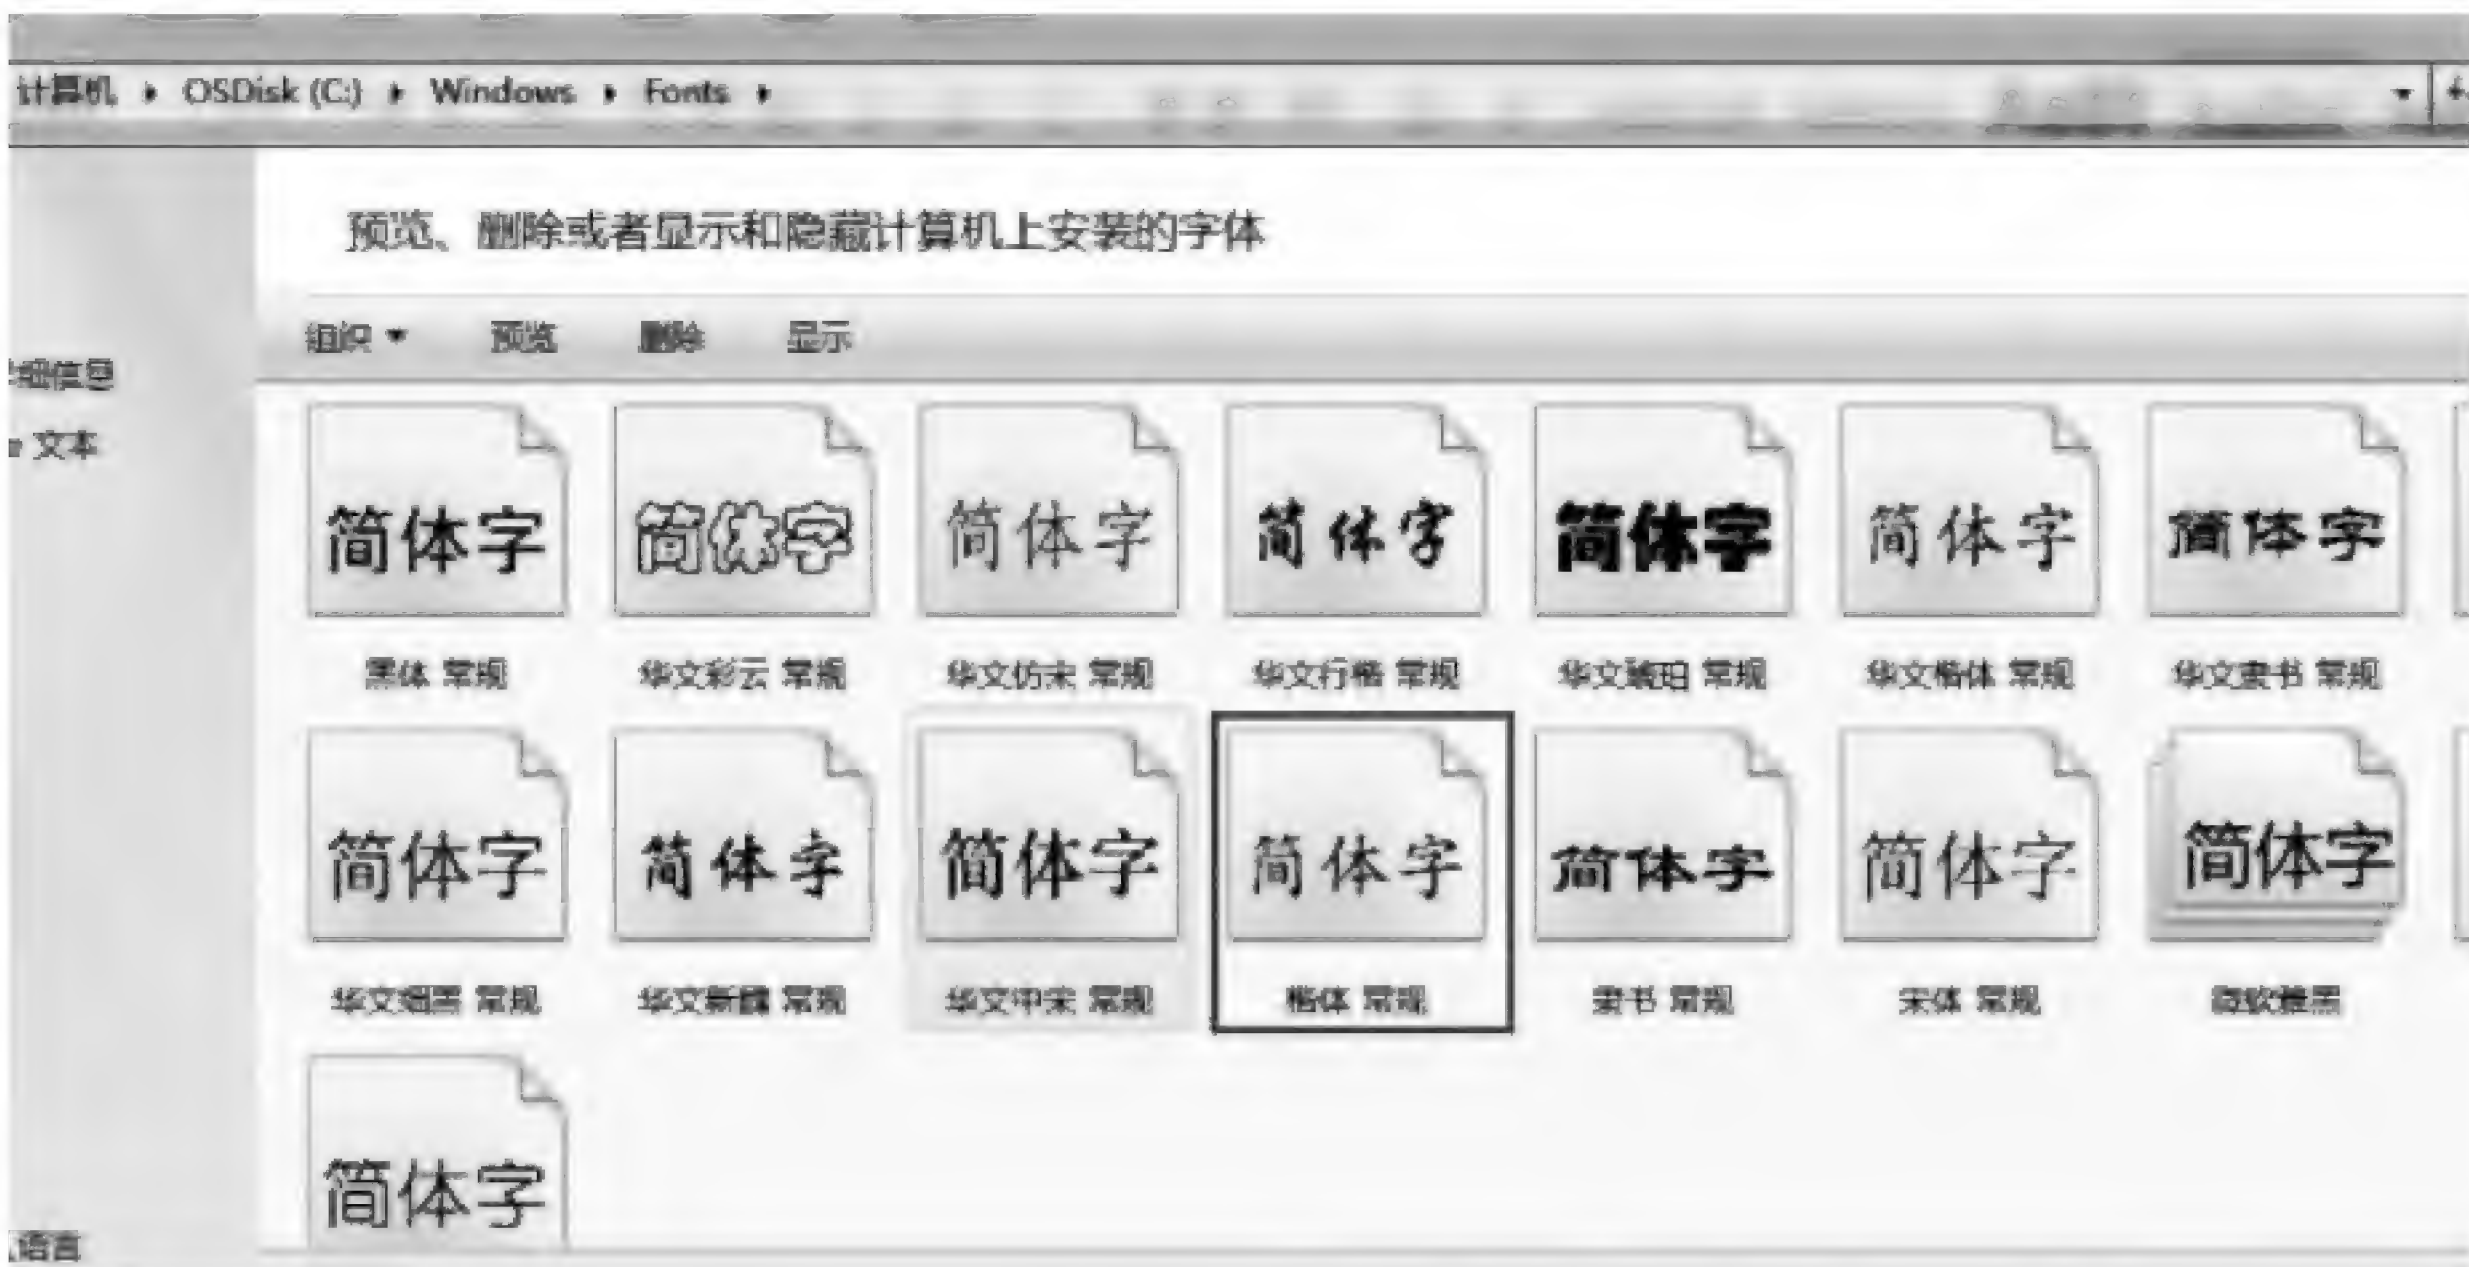 计算机 ▸ OSDisk (C:) ▸ Windows ▸ Fonts ▸
预览、删除或者显示和隐藏计算机上安装的字体
组织 ▾ 预览 删除 显示
细信息
文本
简体字 简体字 简体字 简体字 简体字 简体字 简体字
黑体 常规 华文彩云 常规 华文仿宋 常规 华文行楷 常规 华文琥珀 常规 华文楷体 常规 华文隶书 常规
简体字 简体字 简体字 简体字 简体字 简体字 简体字
华文细黑 常规 华文新魏 常规 华文中宋 常规 楷体 常规 隶书 常规 宋体 常规 微软雅黑
简体字
语言